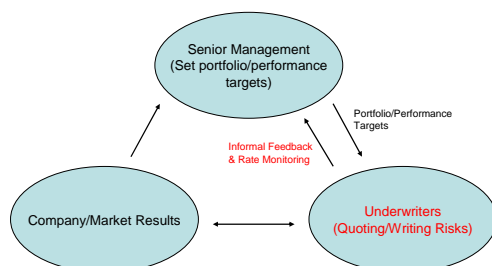 Senior Management
(Set portfolio/performance
targets)
Portfolio/Performance
Targets
Informal Feedback
& Rate Monitoring
Company/Market Results
Underwriters
(Quoting/Writing Risks)